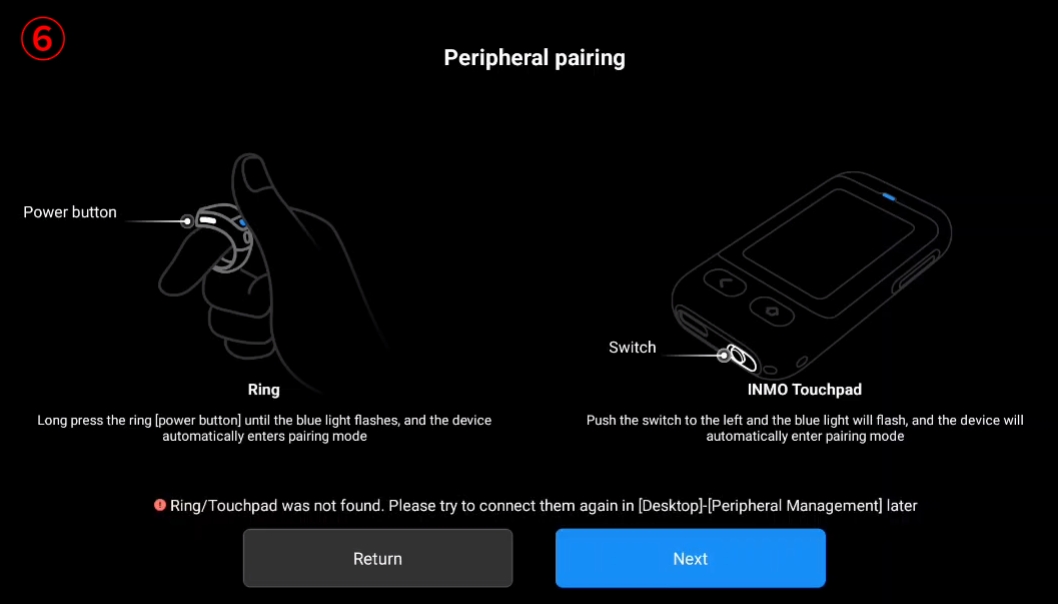 ⑥
Peripheral pairing
Power button
Switch
Ring
Long press the ring [power button] until the blue light flashes, and the device
automatically enters pairing mode
INMO Touchpad
Push the switch to the left and the blue light will flash, and the device will
automatically enter pairing mode
Ring/Touchpad was not found. Please try to connect them again in [Desktop]-[Peripheral Management] later
Return
Next